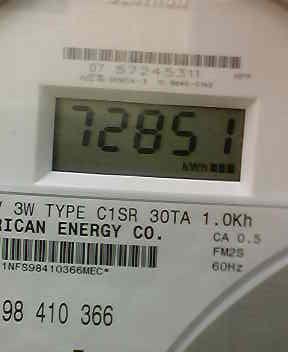 07 57245311
72851
kWh
V 3W TYPE C1SR 30TA 1.0Kh
RICAN ENERGY CO.
CA 0.5
FM2S
60Hz
1NFS98410366MEC*
98 410 366